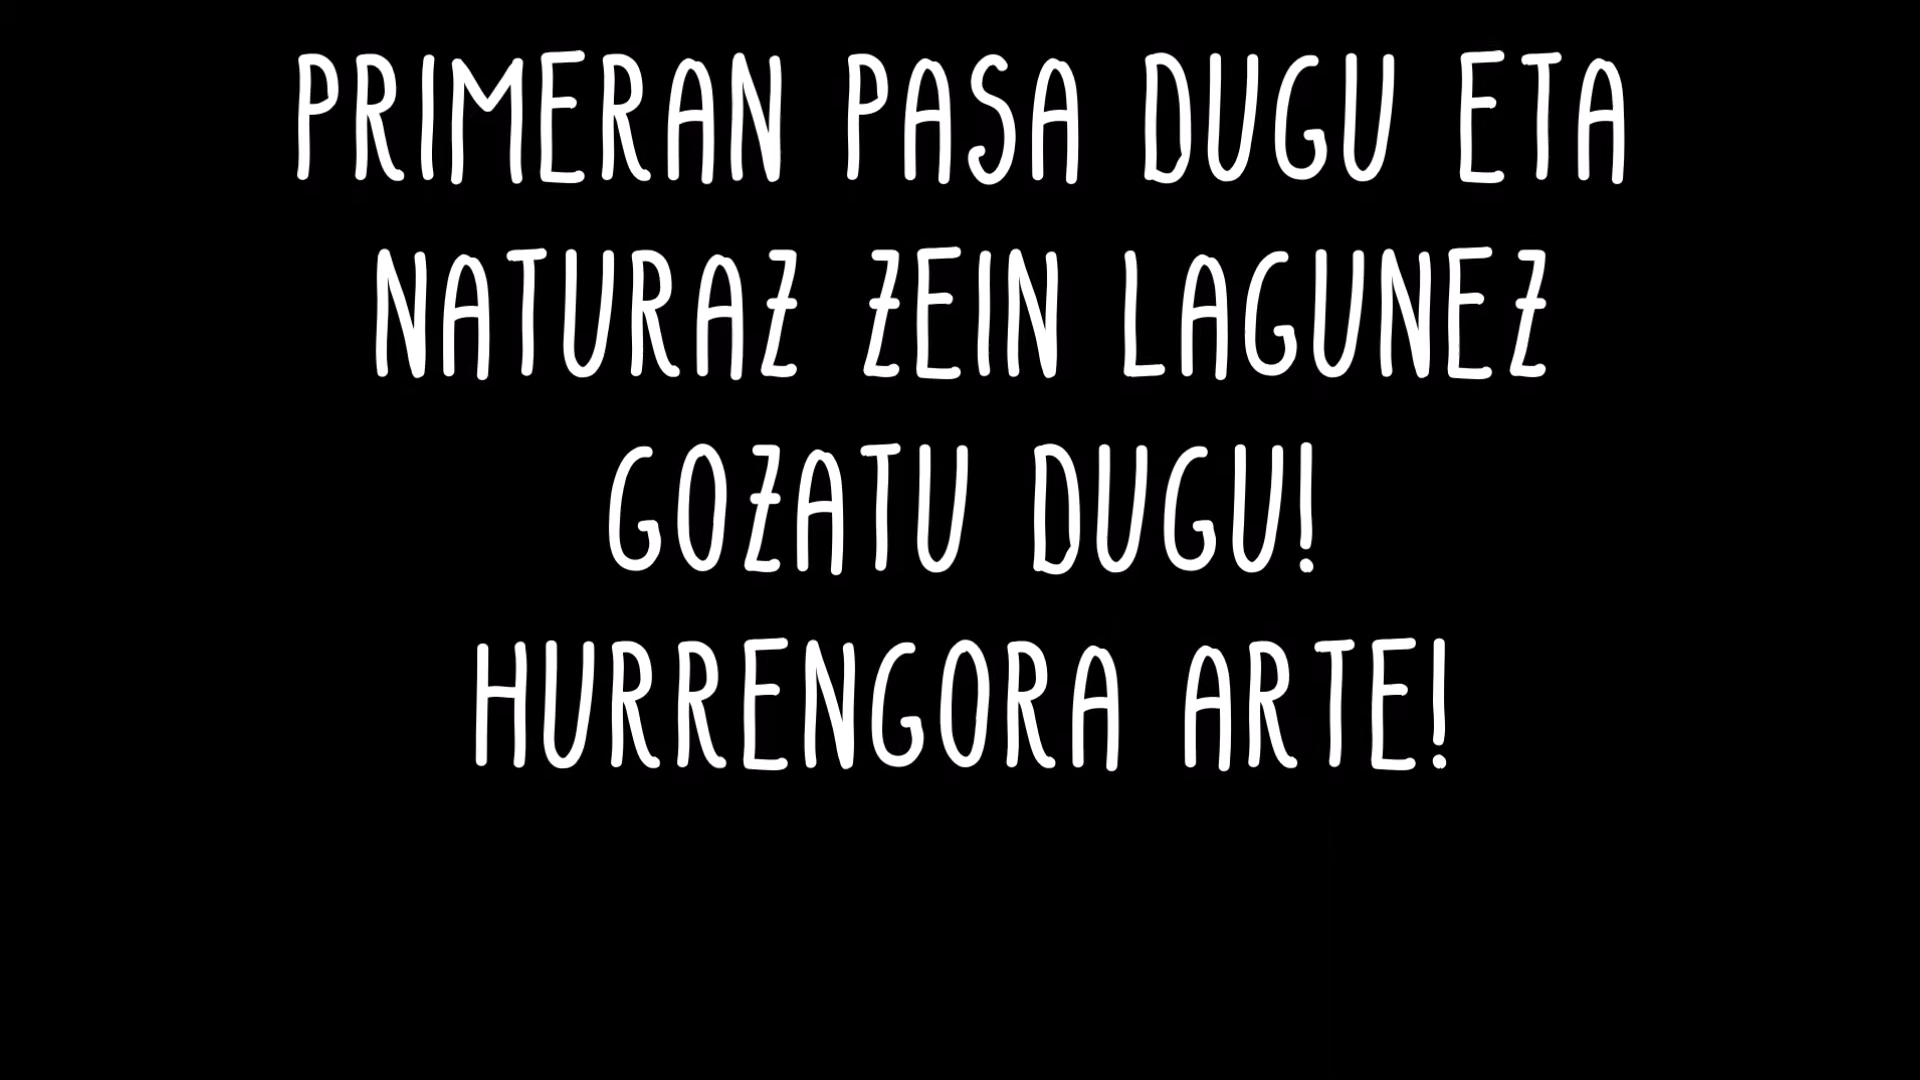 PRIMERAN PASA DUGU ETA
NATURAZ ZEIN LAGUNEZ
GOZATU DUGU!
HURRENGORA ARTE!